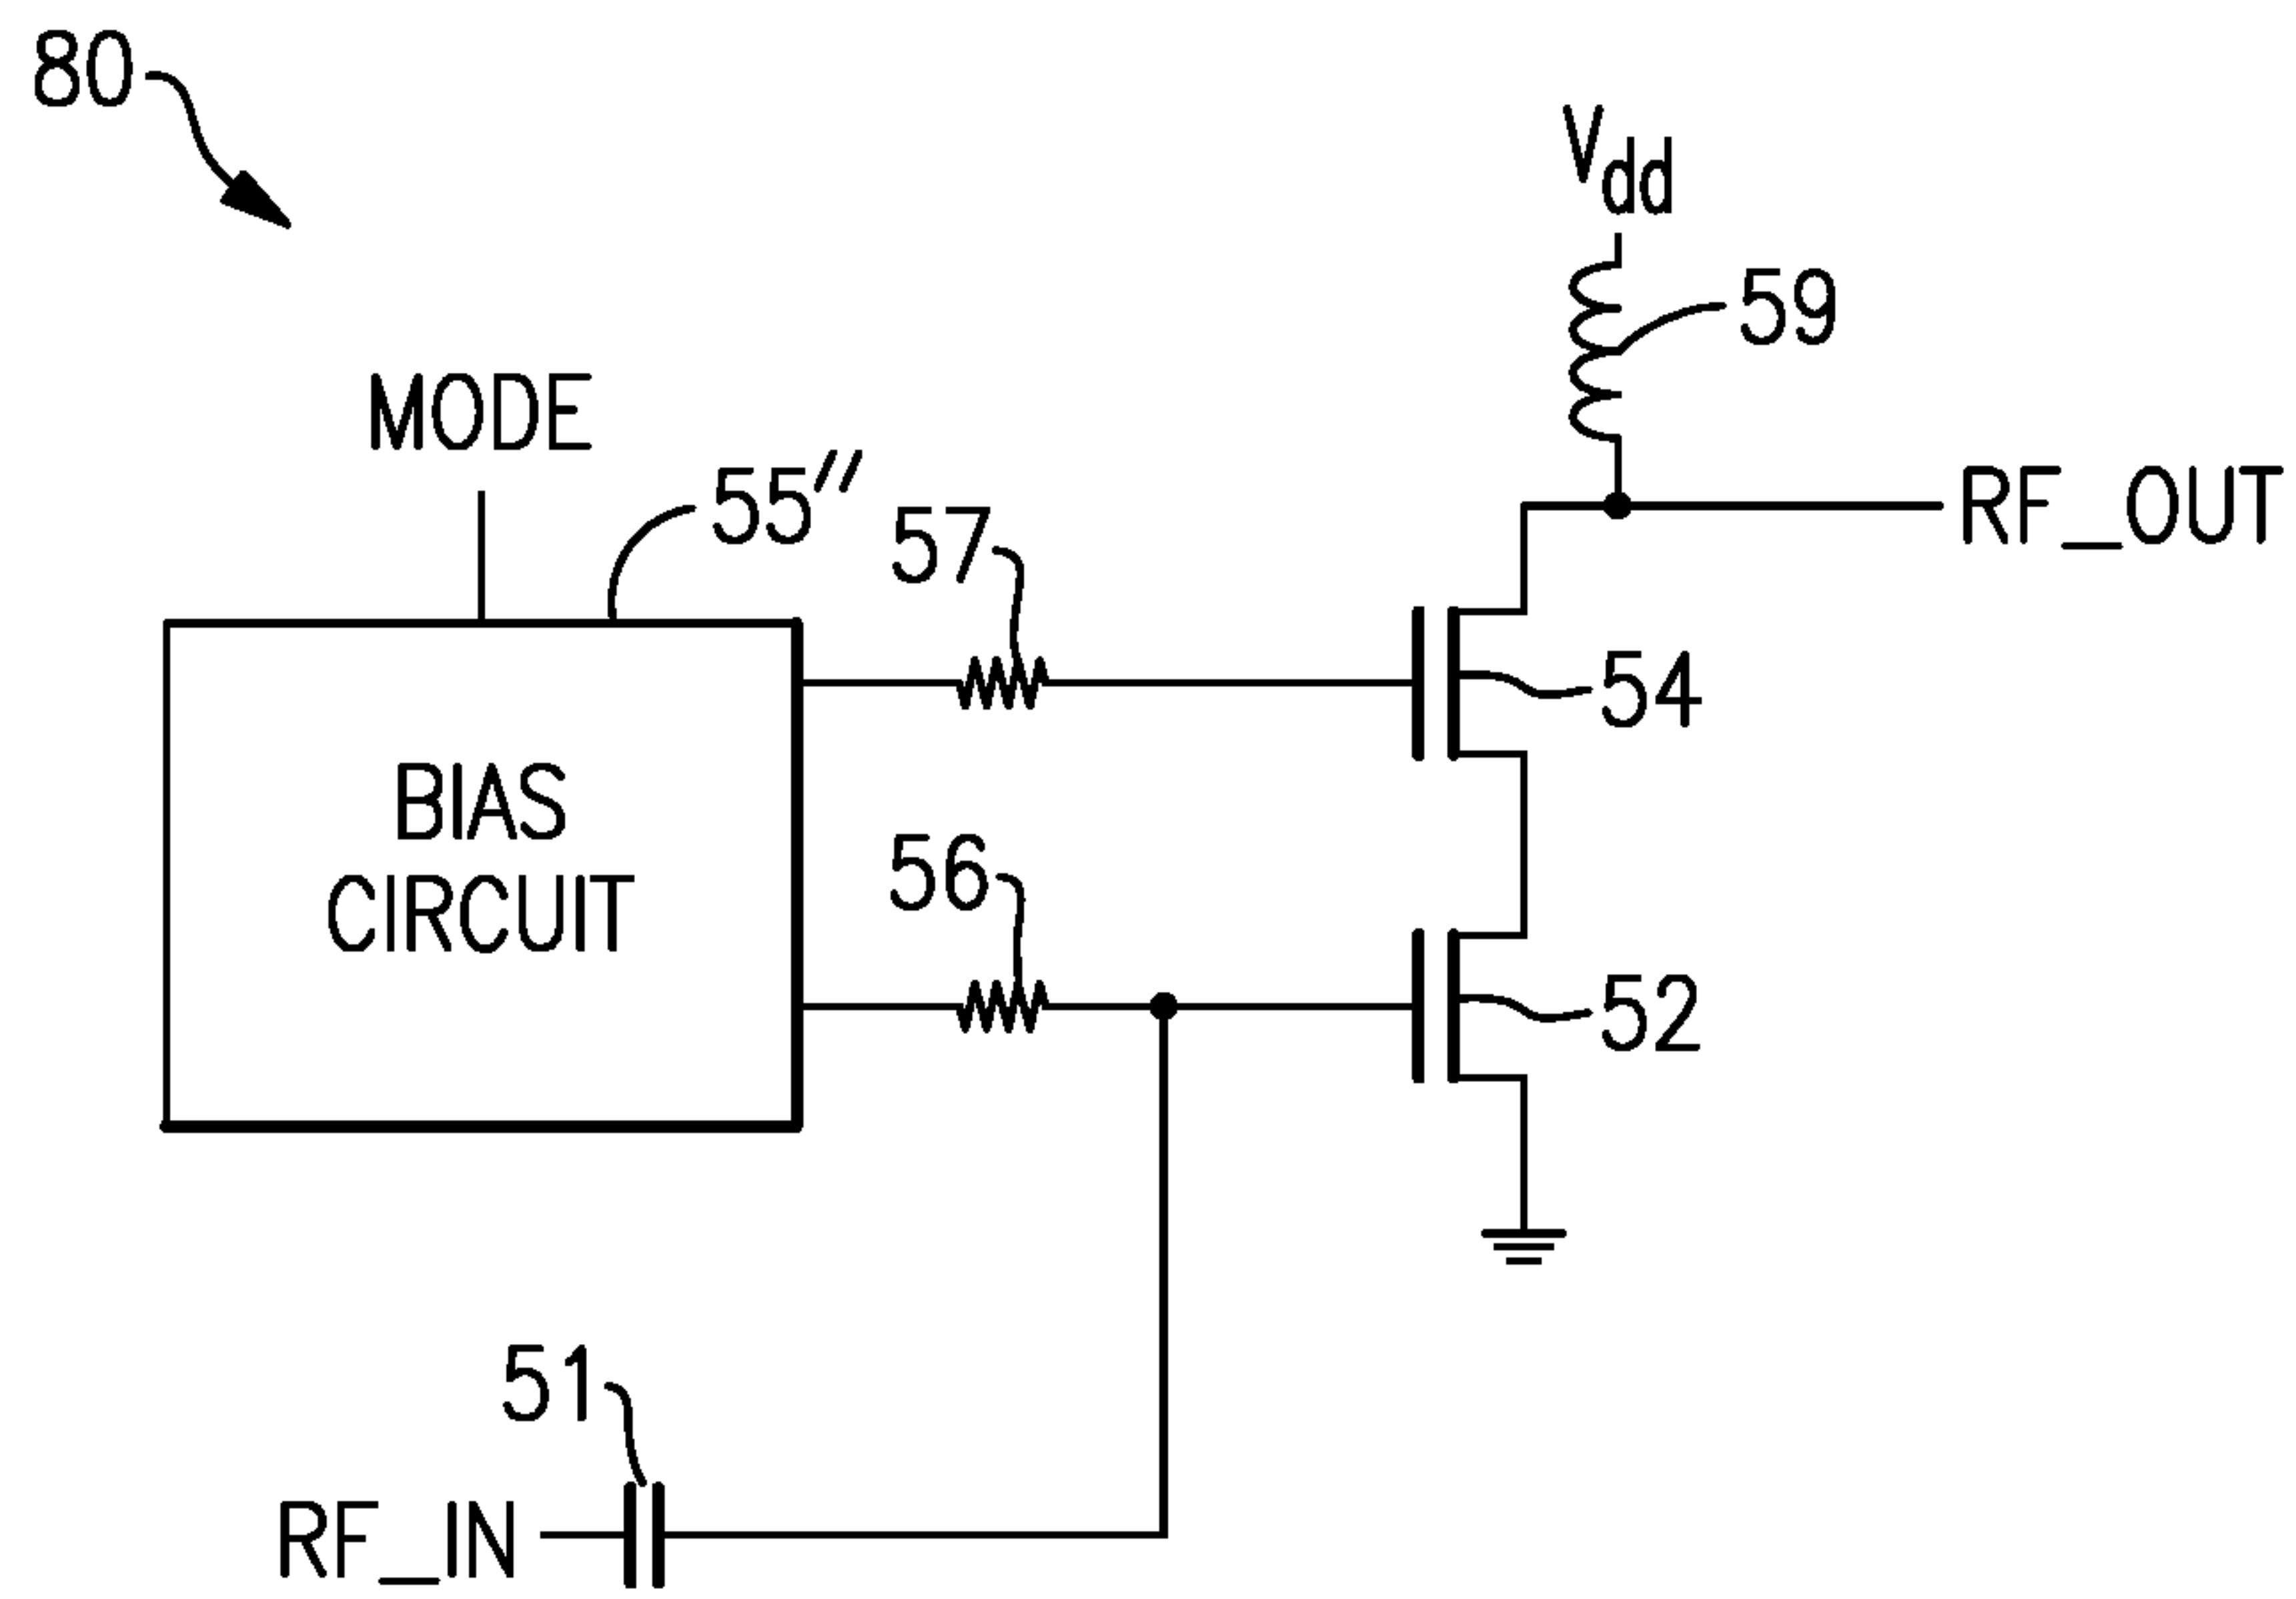 80
Vdd
59
MODE
55"
RF_OUT
57
54
BIAS
CIRCUIT
56
52
51
RF_IN